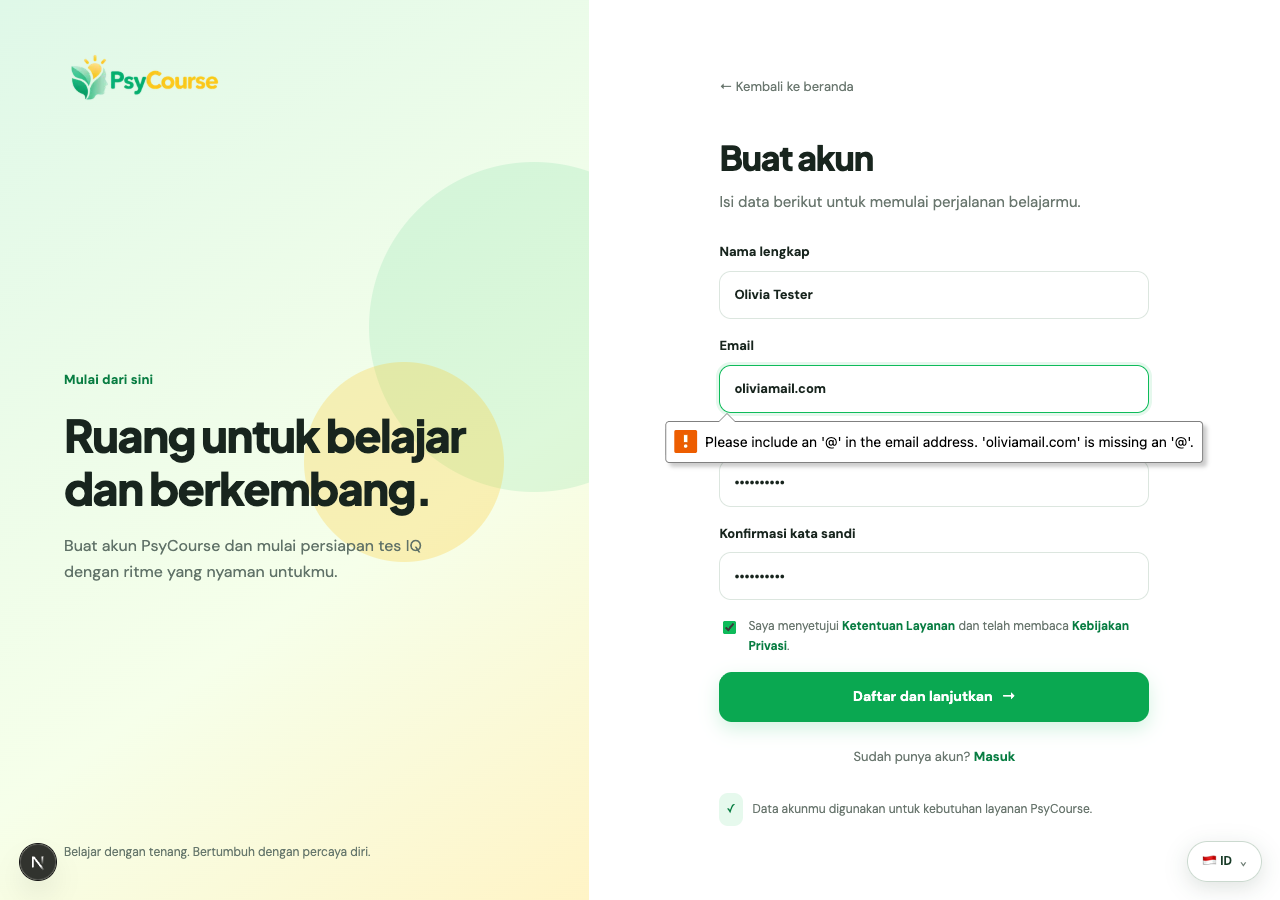 PsyCourse
Mulai dari sini
Ruang untuk belajar
dan berkembang.
Buat akun PsyCourse dan mulai persiapan tes IQ
dengan ritme yang nyaman untukmu.
Belajar dengan tenang. Bertumbuh dengan percaya diri.
N
← Kembali ke beranda
Buat akun
Isi data berikut untuk memulai perjalanan belajarmu.
Nama lengkap
Olivia Tester
Email
oliviamail.com
Please include an '@' in the email address. 'oliviamail.com' is missing an '@'.
••••••••••
Konfirmasi kata sandi
••••••••••
Saya menyetujui Ketentuan Layanan dan telah membaca Kebijakan
Privasi.
Daftar dan lanjutkan →
Sudah punya akun? Masuk
✓ Data akunmu digunakan untuk kebutuhan layanan PsyCourse.
ID